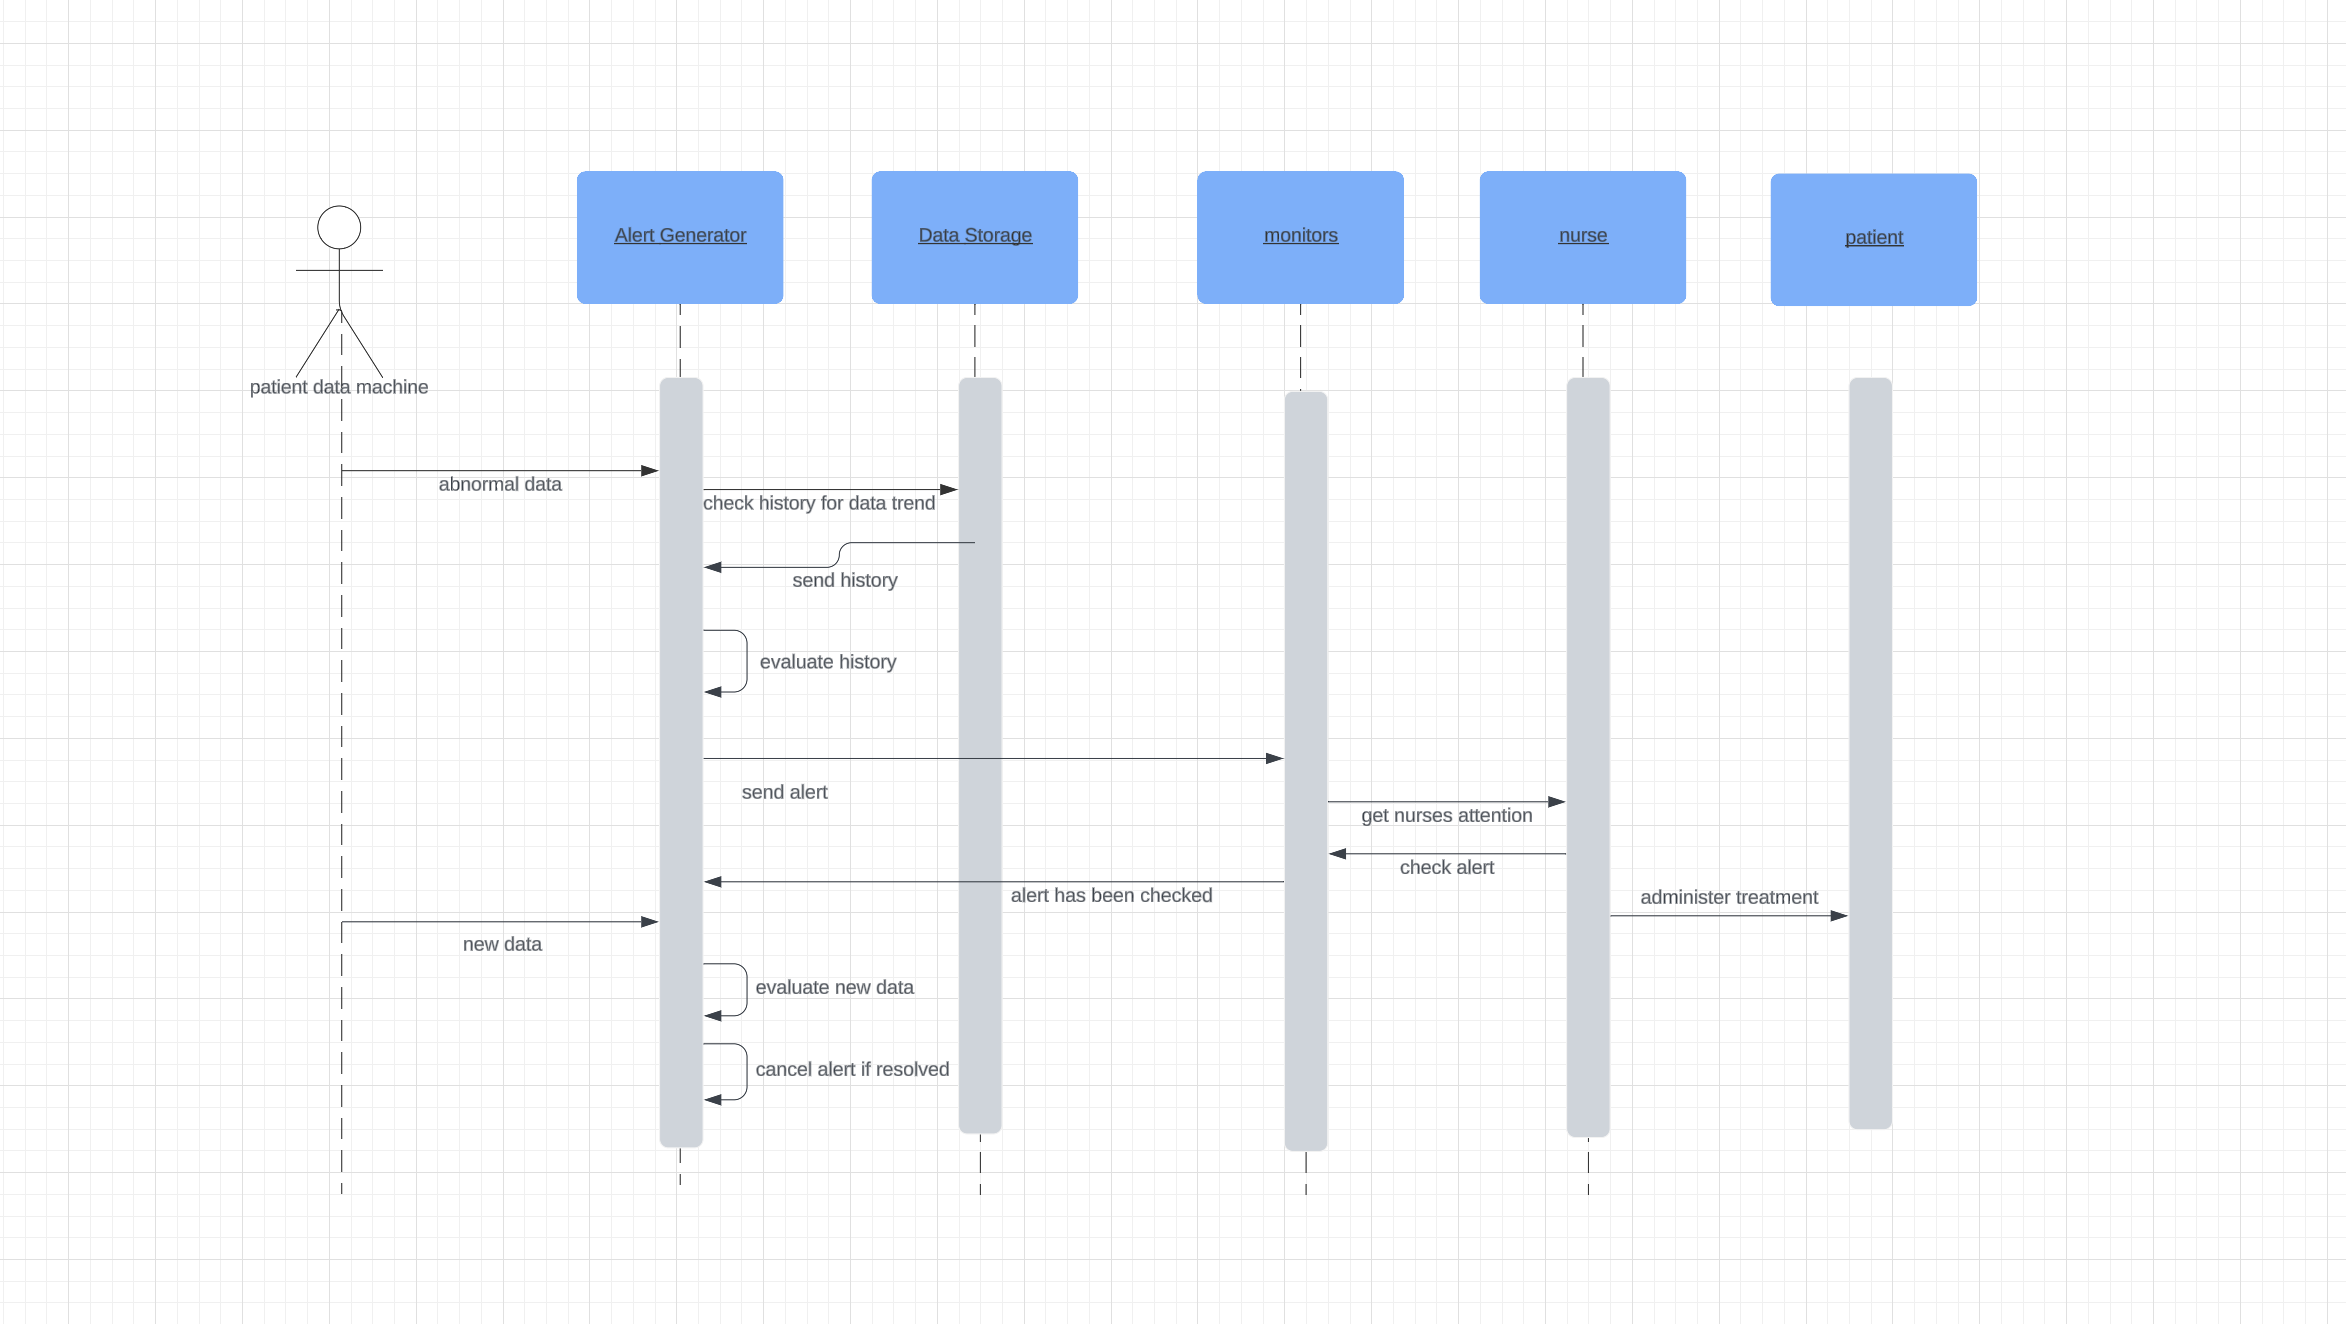 Alert Generator
Data Storage
monitors
nurse
patient
patient data machine
abnormal data
check history for data trend
send history
evaluate history
send alert
get nurses attention
check alert
alert has been checked
administer treatment
new data
evaluate new data
cancel alert if resolved